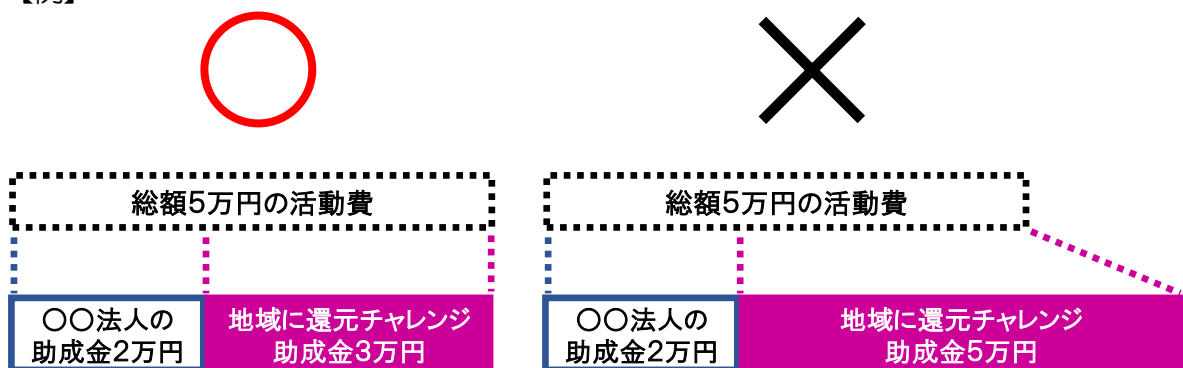 総額5万円の活動費
総額5万円の活動費
〇〇法人の
助成金2万円
地域に還元チャレンジ
助成金3万円
〇〇法人の
助成金2万円
地域に還元チャレンジ
助成金5万円